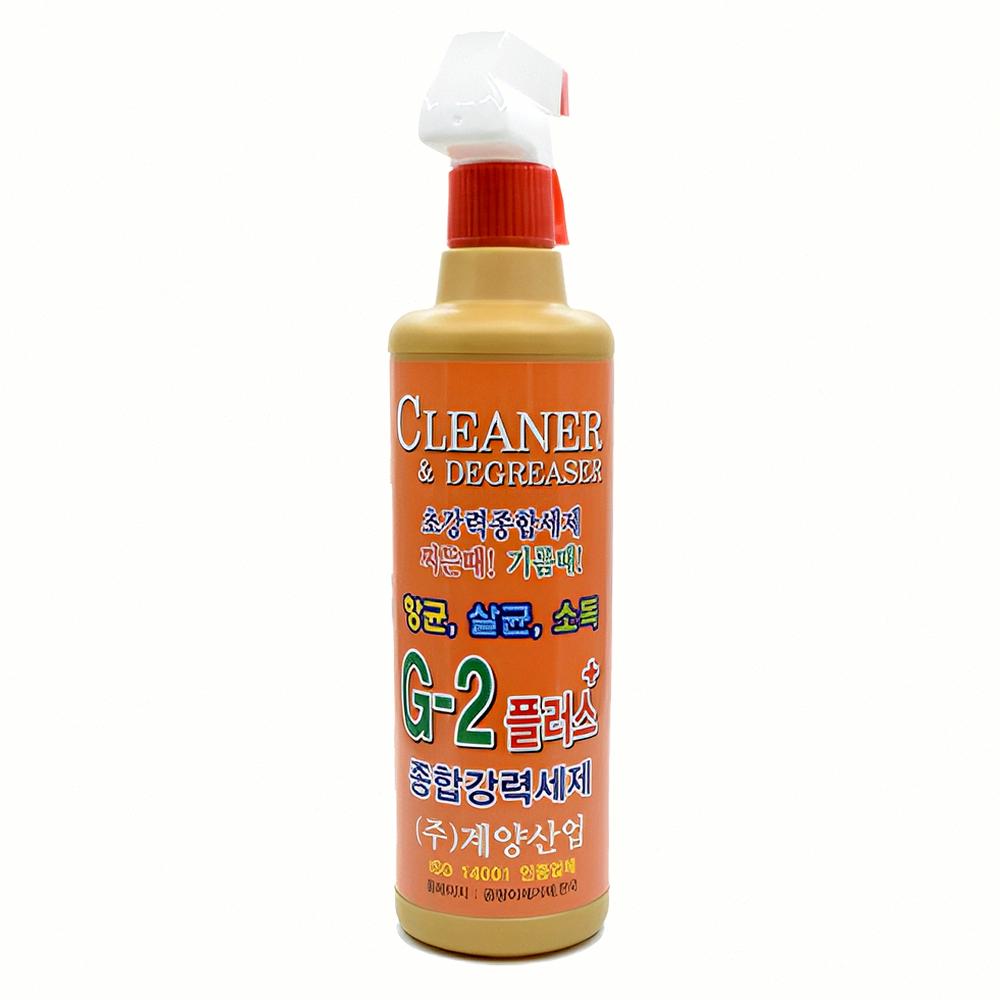 CLEANER
& DEGREASER
초강력종합세제
찌든때! 기름때!
항균, 살균, 소독
G-2 플러스+
종합강력세제
(주)계양산업
ISO 14001 인증업체